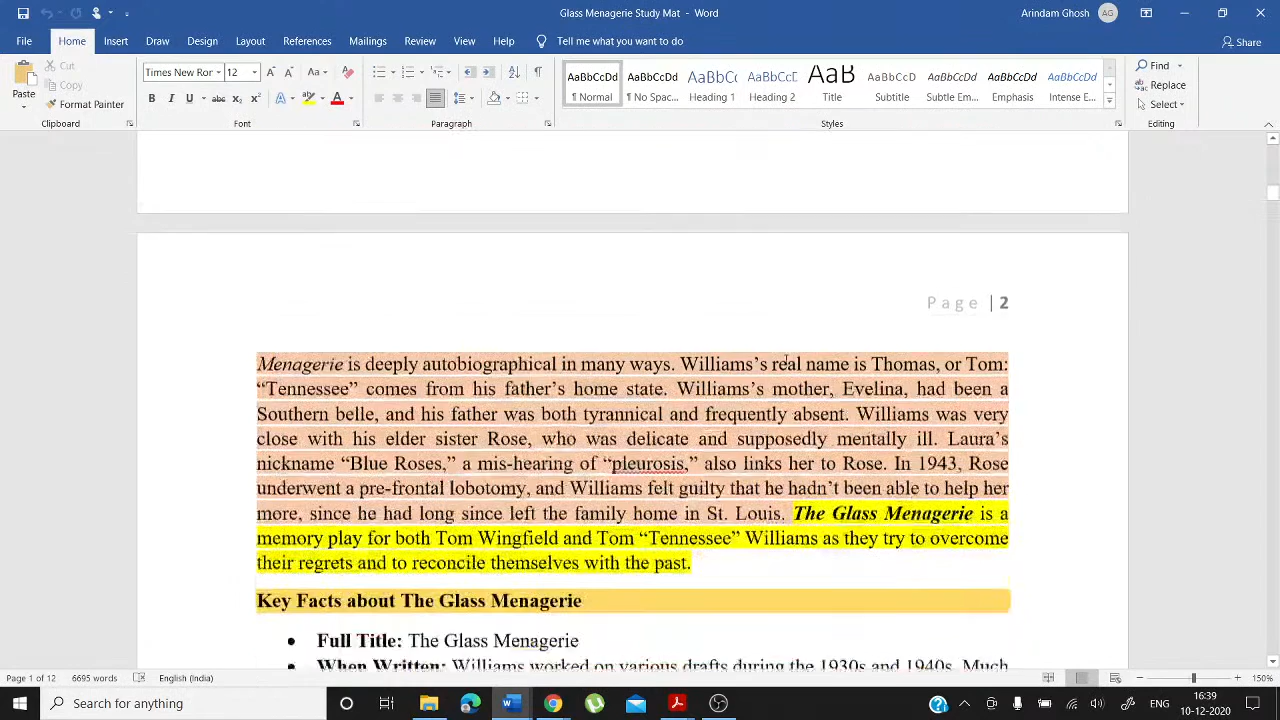 Glass Menagerie Study Mat - Word
Arindam Ghosh
AG
File Home Insert Draw Design Layout References Mailings Review View Help Tell me what you want to do
Share
Paste
Cut
Copy
Format Painter
Clipboard
Times New Ror 12
Font
Paragraph
AaBbCcDd AaBbCcDd AaBbC AaBbCcE AaB AaBbCcD AaBbCcDd AaBbCcDd AaBbCcDd
¶ Normal ¶ No Spac... Heading 1 Heading 2 Title Subtitle Subtle Em... Emphasis Intense E...
Styles
Find
Replace
Select
Editing
Page | 2
Menagerie is deeply autobiographical in many ways. Williams's real name is Thomas, or Tom:
“Tennessee” comes from his father's home state. Williams's mother, Evelina, had been a
Southern belle, and his father was both tyrannical and frequently absent. Williams was very
close with his elder sister Rose, who was delicate and supposedly mentally ill. Laura's
nickname “Blue Roses,” a mis-hearing of “pleurosis,” also links her to Rose. In 1943, Rose
underwent a pre-frontal lobotomy, and Williams felt guilty that he hadn't been able to help her
more, since he had long since left the family home in St. Louis. The Glass Menagerie is a
memory play for both Tom Wingfield and Tom “Tennessee” Williams as they try to overcome
their regrets and to reconcile themselves with the past.
Key Facts about The Glass Menagerie
• Full Title: The Glass Menagerie
• When Written: Williams worked on various drafts during the 1930s and 1940s. Much
Page 1 of 12 6695 words English (India)
150%
Type here to search